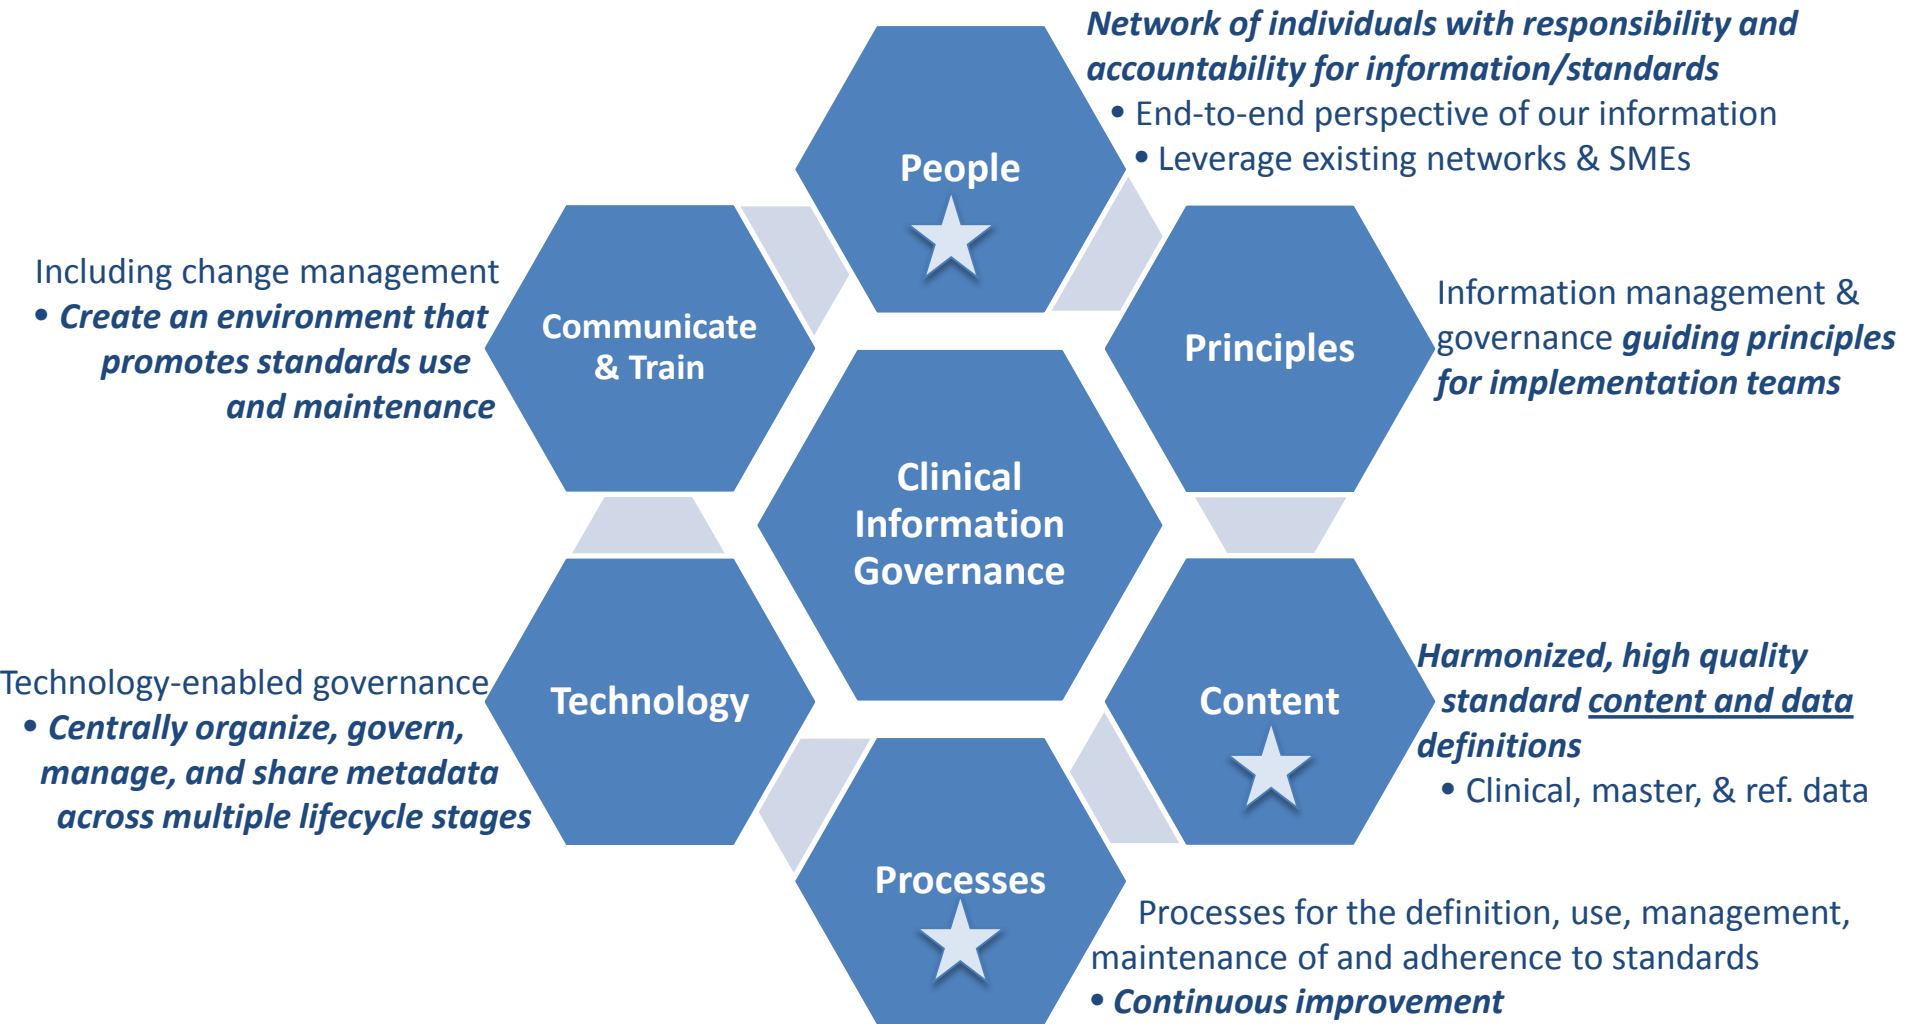 Network of individuals with responsibility and
accountability for information/standards
• End-to-end perspective of our information
• Leverage existing networks & SMEs
People
Including change management
• Create an environment that
promotes standards use
and maintenance
Communicate
& Train
Principles
Information management &
governance guiding principles
for implementation teams
Clinical
Information
Governance
Technology-enabled governance
• Centrally organize, govern,
manage, and share metadata
across multiple lifecycle stages
Technology
Content
Harmonized, high quality
standard content and data
definitions
• Clinical, master, & ref. data
Processes
Processes for the definition, use, management,
maintenance of and adherence to standards
• Continuous improvement